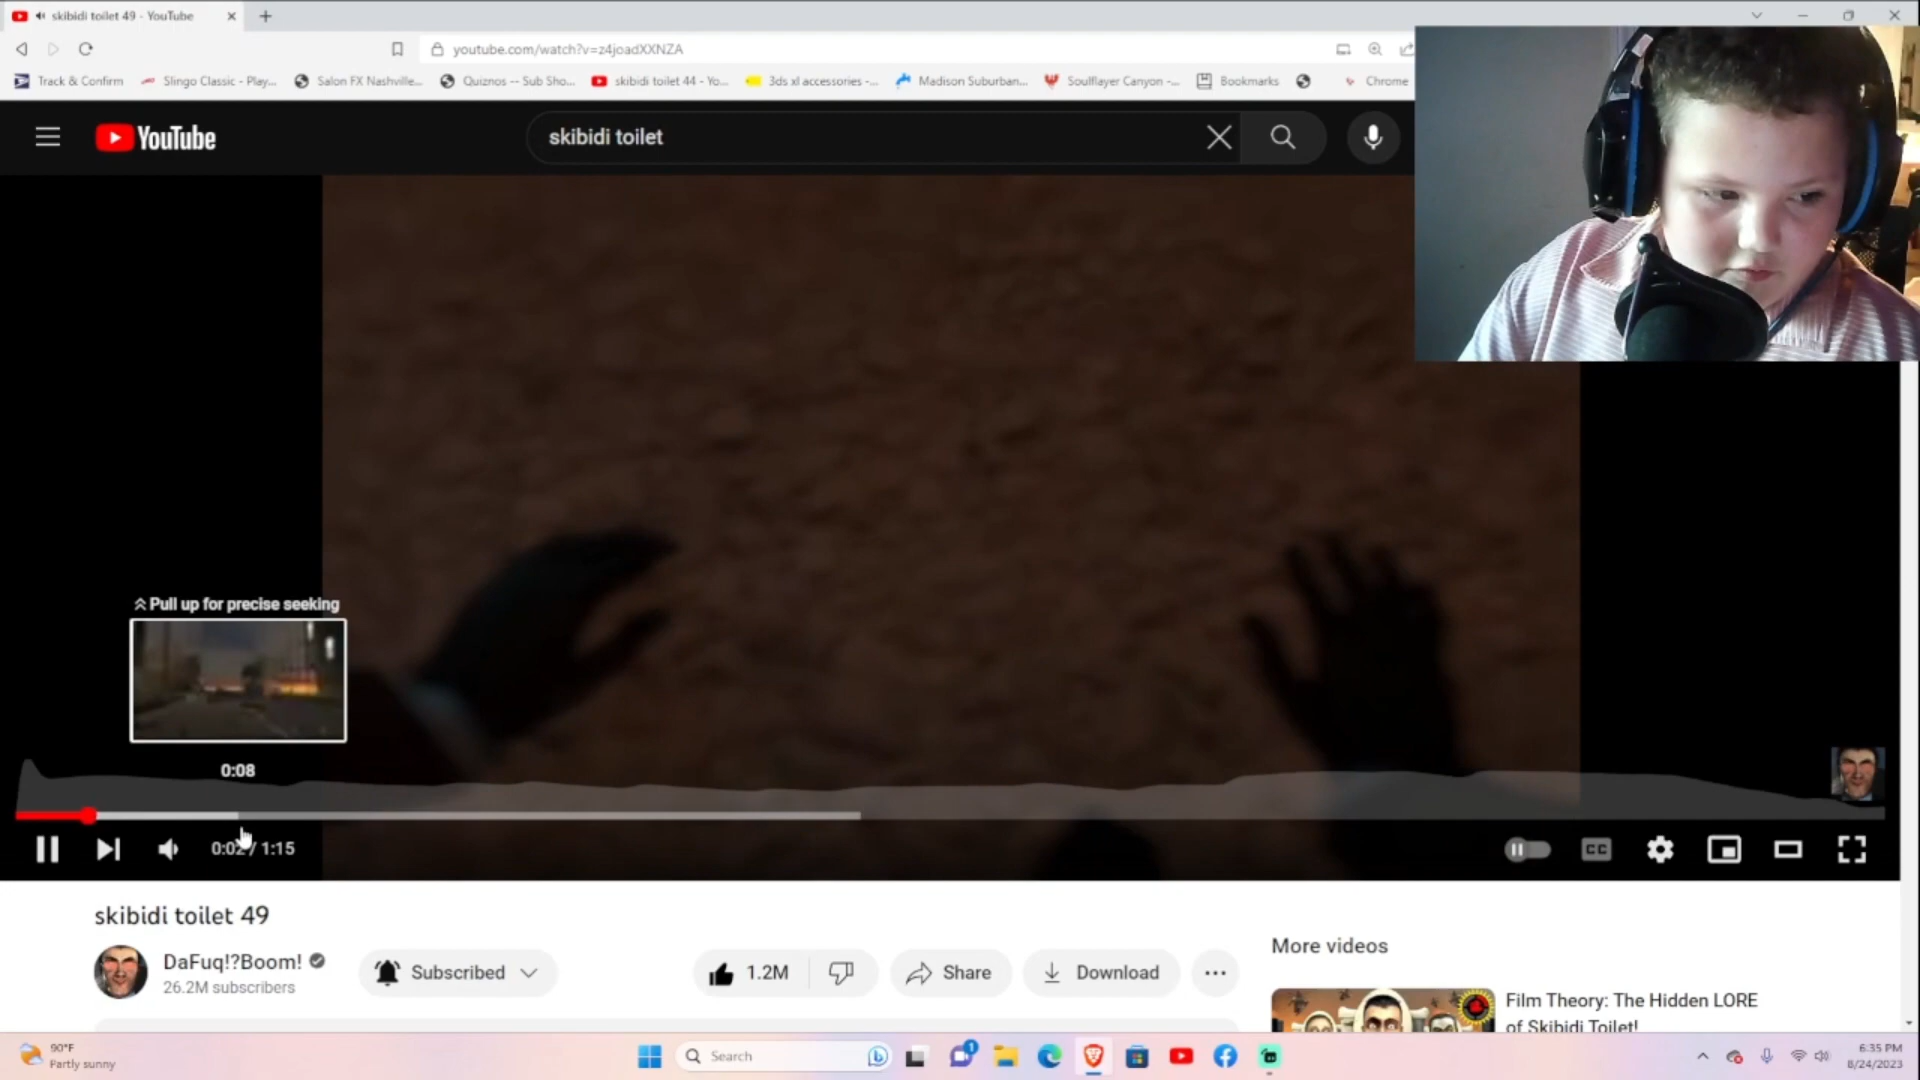 skibidi toilet 49 - YouTube
youtube.com/watch?v=z4joadXXNZA
Track & Confirm
Slingo Classic - Play...
Salon FX Nashville...
Quiznos -- Sub Sho...
skibidi toilet 44 - Yo...
3ds xl accessories -...
Madison Suburban...
Soulflayer Canyon -...
Bookmarks
Chrome
YouTube
skibidi toilet
Pull up for precise seeking
0:08
0:02 / 1:15
CC
skibidi toilet 49
DaFuq!?Boom!
26.2M subscribers
Subscribed
1.2M
Share
Download
More videos
Film Theory: The Hidden LORE
of Skibidi Toilet!
90°F
Partly sunny
Search
1
6:35 PM
8/24/2023